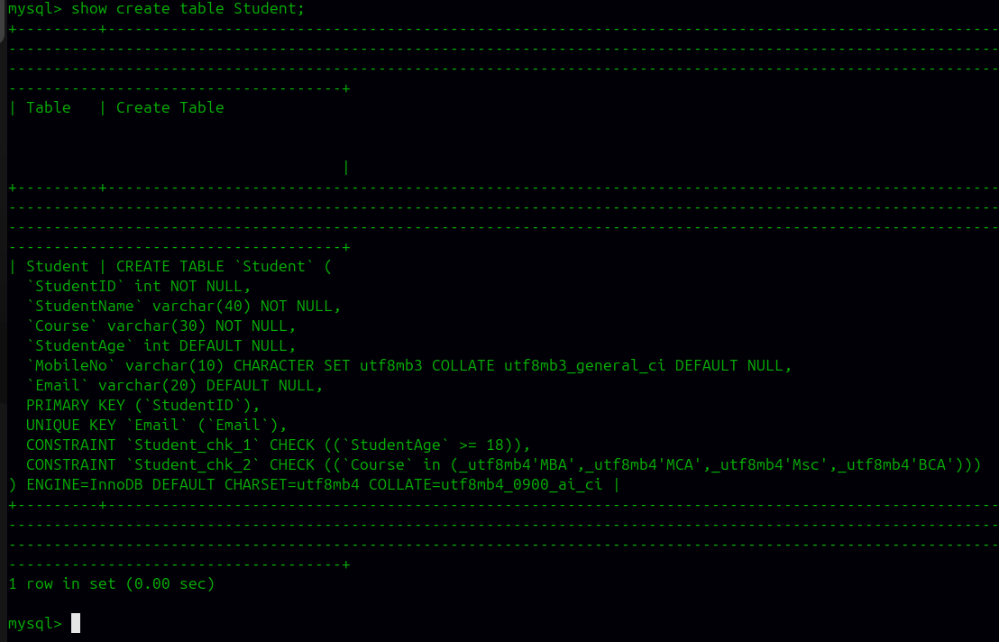 mysql> show create table Student;
+---------+---------------------------------------------------------------------------------------------------
--------------------------------------------------------------------------------------------------------------
--------------------------------------------------------------------------------------------------------------
-------------------------------------+
| Table   | Create Table
                                     |
+---------+---------------------------------------------------------------------------------------------------
--------------------------------------------------------------------------------------------------------------
--------------------------------------------------------------------------------------------------------------
-------------------------------------+
| Student | CREATE TABLE `Student` (
  `StudentID` int NOT NULL,
  `StudentName` varchar(40) NOT NULL,
  `Course` varchar(30) NOT NULL,
  `StudentAge` int DEFAULT NULL,
  `MobileNo` varchar(10) CHARACTER SET utf8mb3 COLLATE utf8mb3_general_ci DEFAULT NULL,
  `Email` varchar(20) DEFAULT NULL,
  PRIMARY KEY (`StudentID`),
  UNIQUE KEY `Email` (`Email`),
  CONSTRAINT `Student_chk_1` CHECK ((`StudentAge` >= 18)),
  CONSTRAINT `Student_chk_2` CHECK ((`Course` in (_utf8mb4'MBA',_utf8mb4'MCA',_utf8mb4'Msc',_utf8mb4'BCA')))
) ENGINE=InnoDB DEFAULT CHARSET=utf8mb4 COLLATE=utf8mb4_0900_ai_ci |
+---------+---------------------------------------------------------------------------------------------------
--------------------------------------------------------------------------------------------------------------
--------------------------------------------------------------------------------------------------------------
-------------------------------------+
1 row in set (0.00 sec)
mysql>